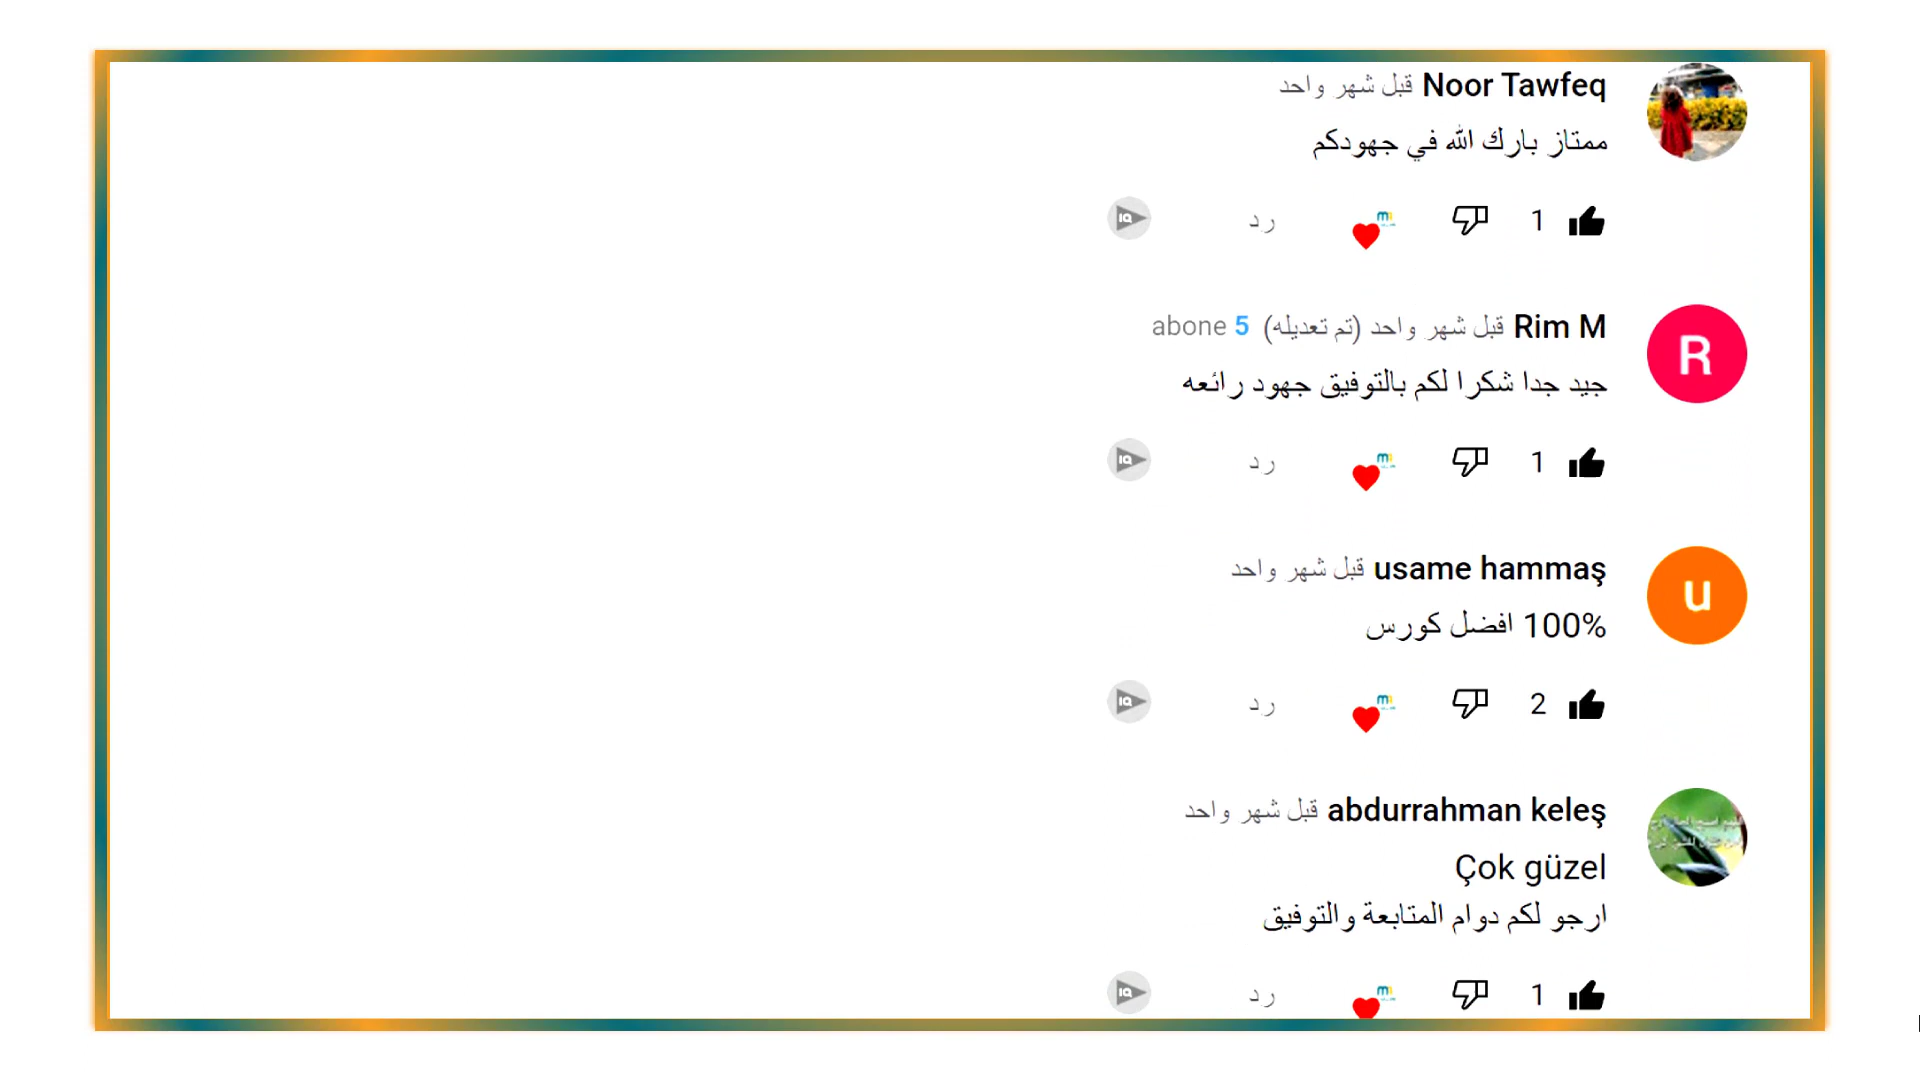 Noor Tawfeq قبل شهر واحد
ممتاز بارك الله في جهودكم
1 رد
Rim M قبل شهر واحد (تم تعديله) 5 abone
R
جيد جدا شكرا لكم بالتوفيق جهود رائعه
1 رد
usame hammaş قبل شهر واحد
u
100% افضل كورس
2 رد
abdurrahman keleş قبل شهر واحد
Çok güzel
ارجو لكم دوام المتابعة والتوفيق
1 رد